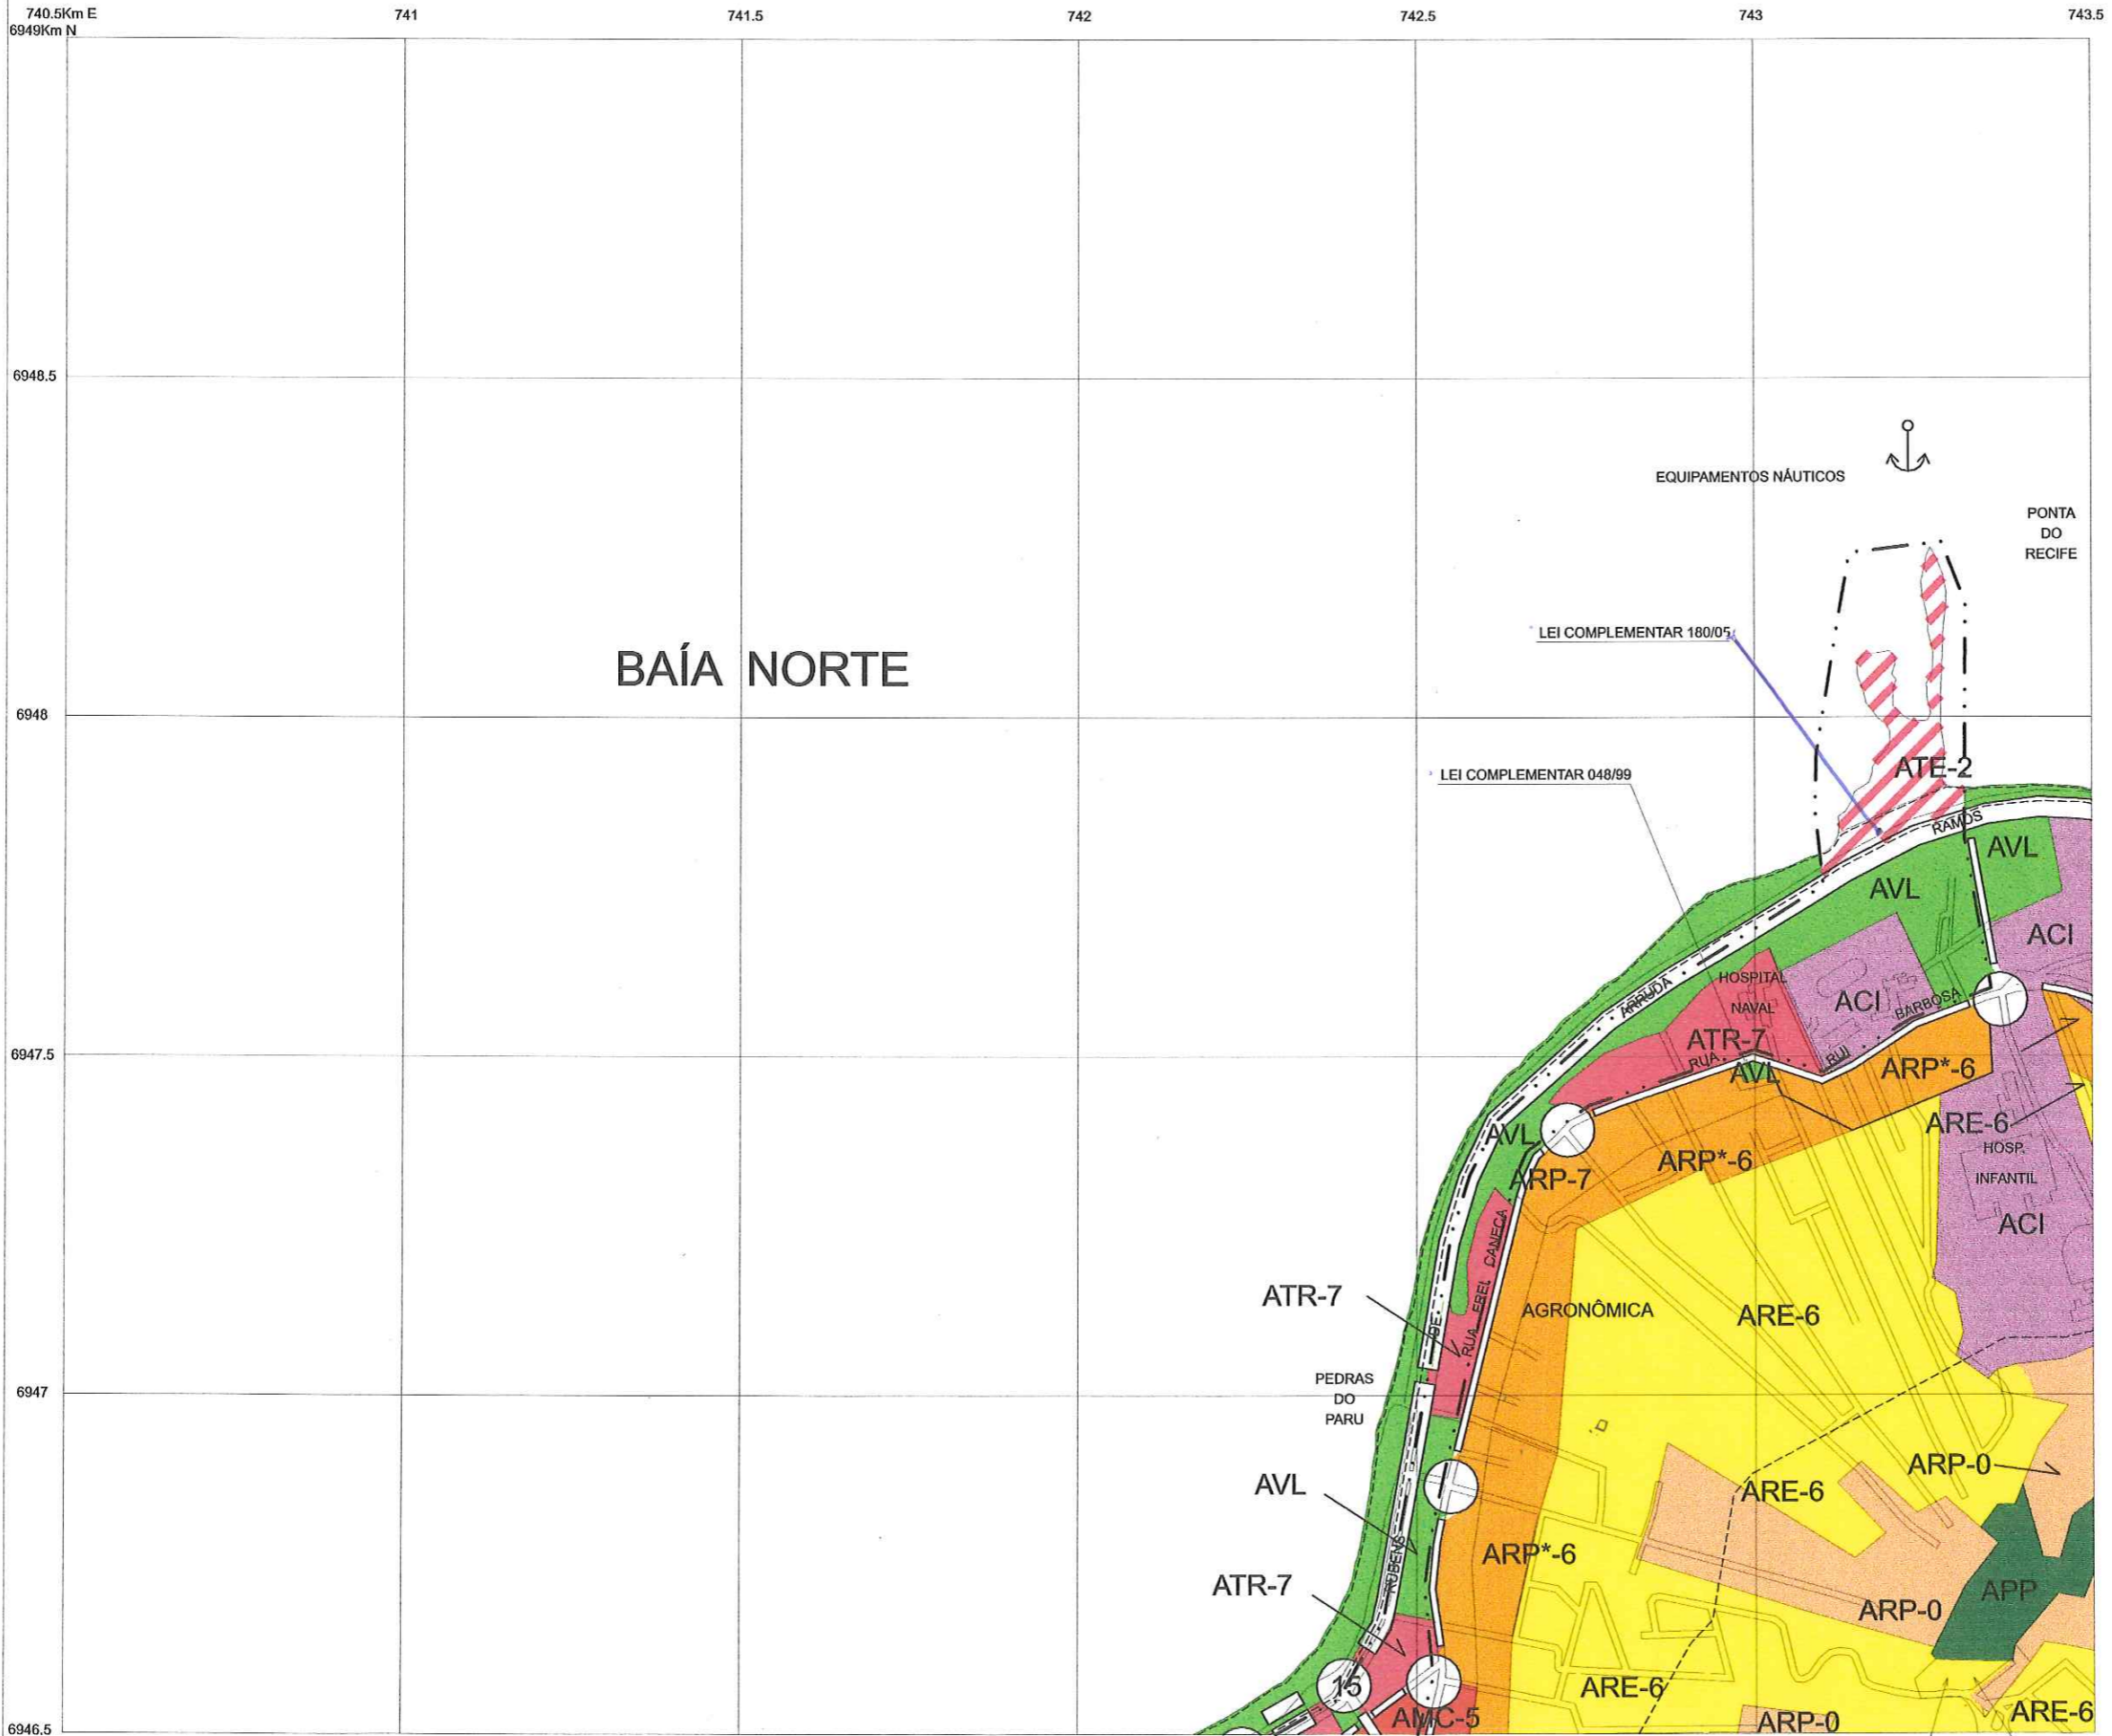 740.5Km E
741
741.5
742
742.5
743
743.5
6949Km N
6948.5
EQUIPAMENTOS NÁUTICOS
PONTA
DO
RECIFE
LEI COMPLEMENTAR 180/05
BAÍA NORTE
6948
ATE-2
LEI COMPLEMENTAR 048/99
RAMOS
AVL
AVL
ACI
HOSPITAL
NAVAL
ARRUDA
ACI
BARBOSA
ATR-7
6947.5
RUA
RUI
AVL
ARP*-6
ARE-6
AVL
HOSP.
INFANTIL
ARP*-6
ARP-7
ACI
RUA FREI CANECA
ATR-7
DE
AGRONÔMICA
ARE-6
PEDRAS
DO
PARU
6947
ARP-0
AVL
ARE-6
ARP*-6
RUBENS
ATR-7
APP
ARP-0
15
ARE-6
ARE-6
AMC-5
ARP-0
6946.5